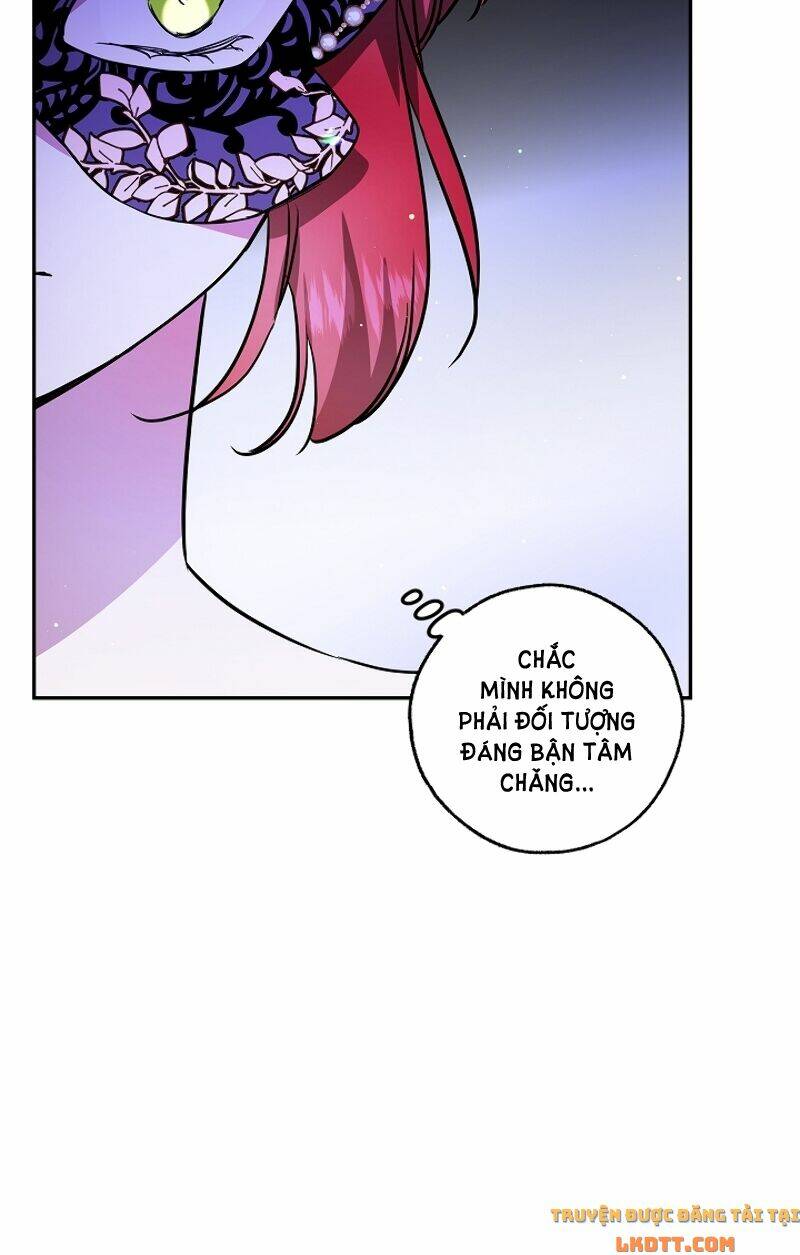 CHẮC
MÌNH KHÔNG
PHẢI ĐỐI TƯỢNG
ĐÁNG BẬN TÂM
CHĂNG...
TRUYỆN ĐƯỢC ĐĂNG TẢI TẠI
LKDTT.COM